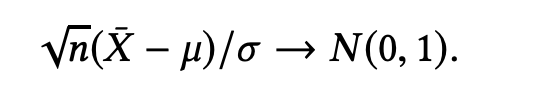 √n(X̄ − μ)/σ → N(0, 1).